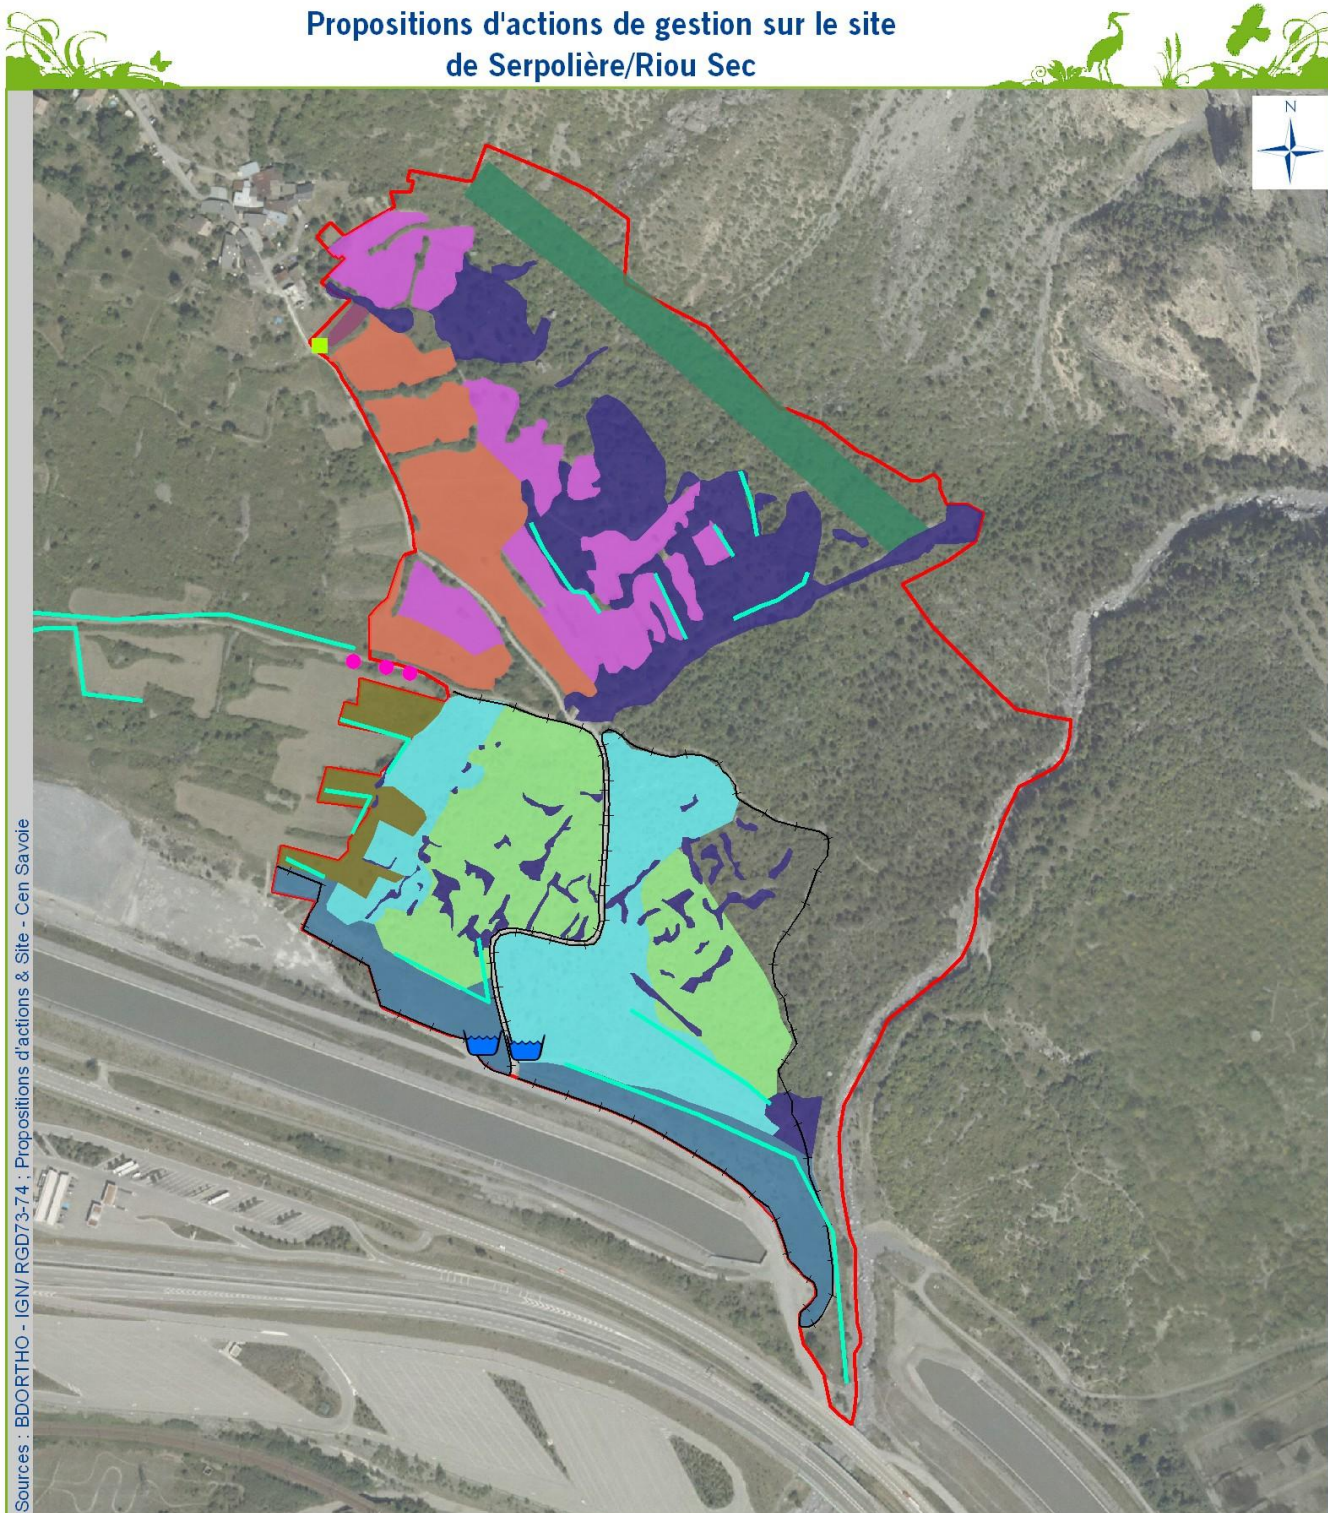 Propositions d'actions de gestion sur le site
de Serpolière/Riou Sec
N
Sources : BDORTHO - IGN/ RGD73-74 ; Propositions d'actions & Site - Cen Savoie